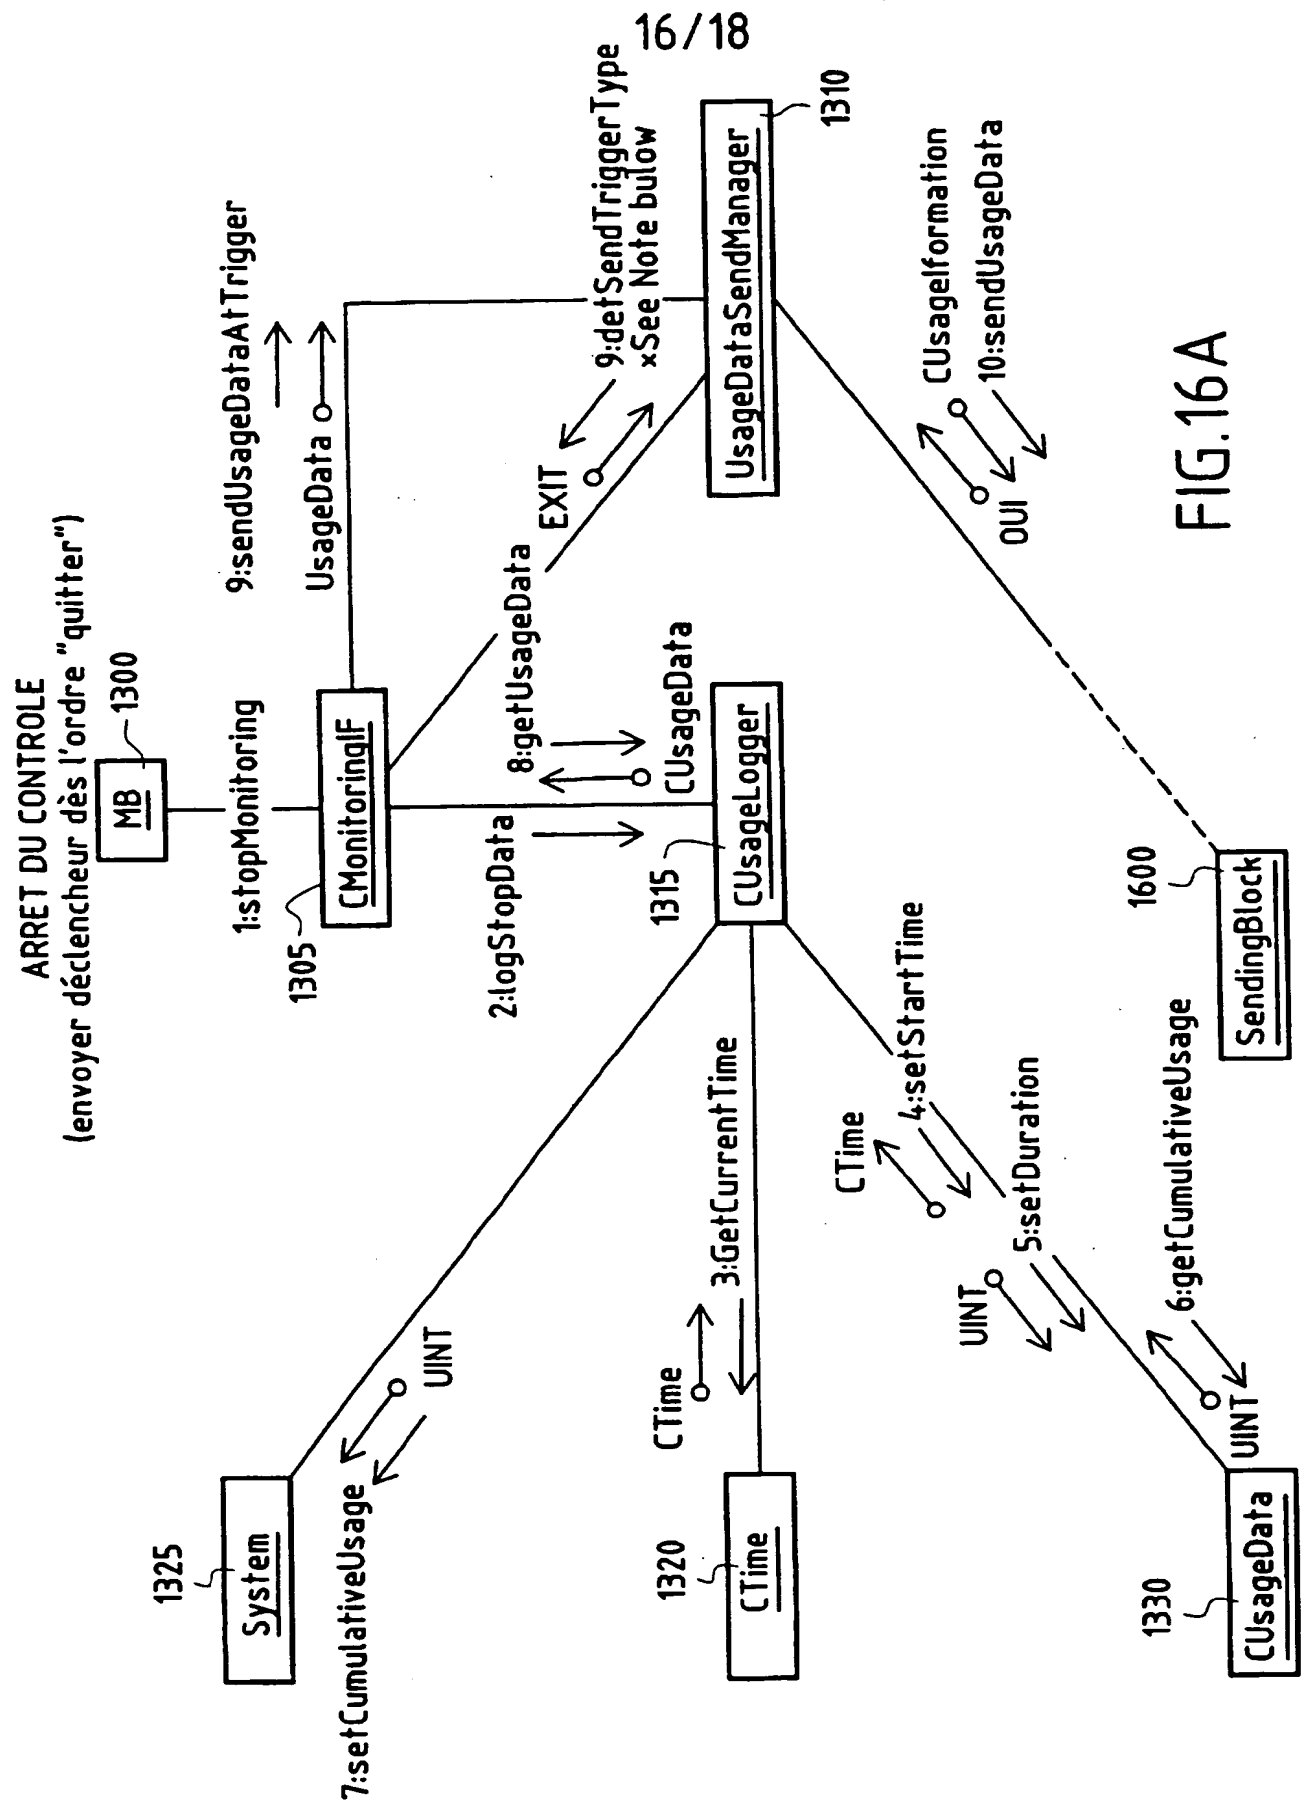 16/18
ARRET DU CONTROLE
(envoyer déclencheur dès l'ordre "quitter")
MB
1300
1:stopMonitoring
CMonitoringIF
1305
9:sendUsageDataAtTrigger
UsageData
9:detSendTriggerType
×See Note bulow
EXIT
8:getUsageData
CUsageData
2:logStopData
UsageDataSendManager
1310
CUsageLogger
1315
System
1325
7:setCumulativeUsage
UINT
CTime
3:GetCurrentTime
CTime
1320
4:setStartTime
CTime
5:setDuration
UINT
6:getCumulativeUsage
UINT
CUsageData
1330
CUsageIformation
10:sendUsageData
OUI
SendingBlock
1600
FIG.16A